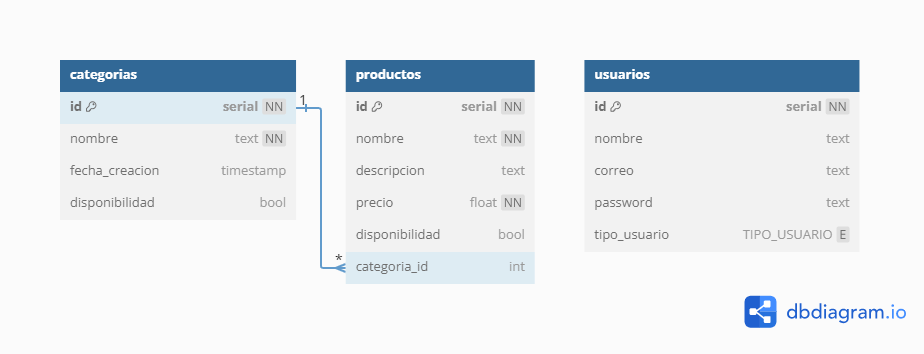 categorias
id serial NN
nombre text NN
fecha_creacion timestamp
disponibilidad bool
1
*
productos
id serial NN
nombre text NN
descripcion text
precio float NN
disponibilidad bool
categoria_id int
usuarios
id serial NN
nombre text
correo text
password text
tipo_usuario TIPO_USUARIO E
dbdiagram.io